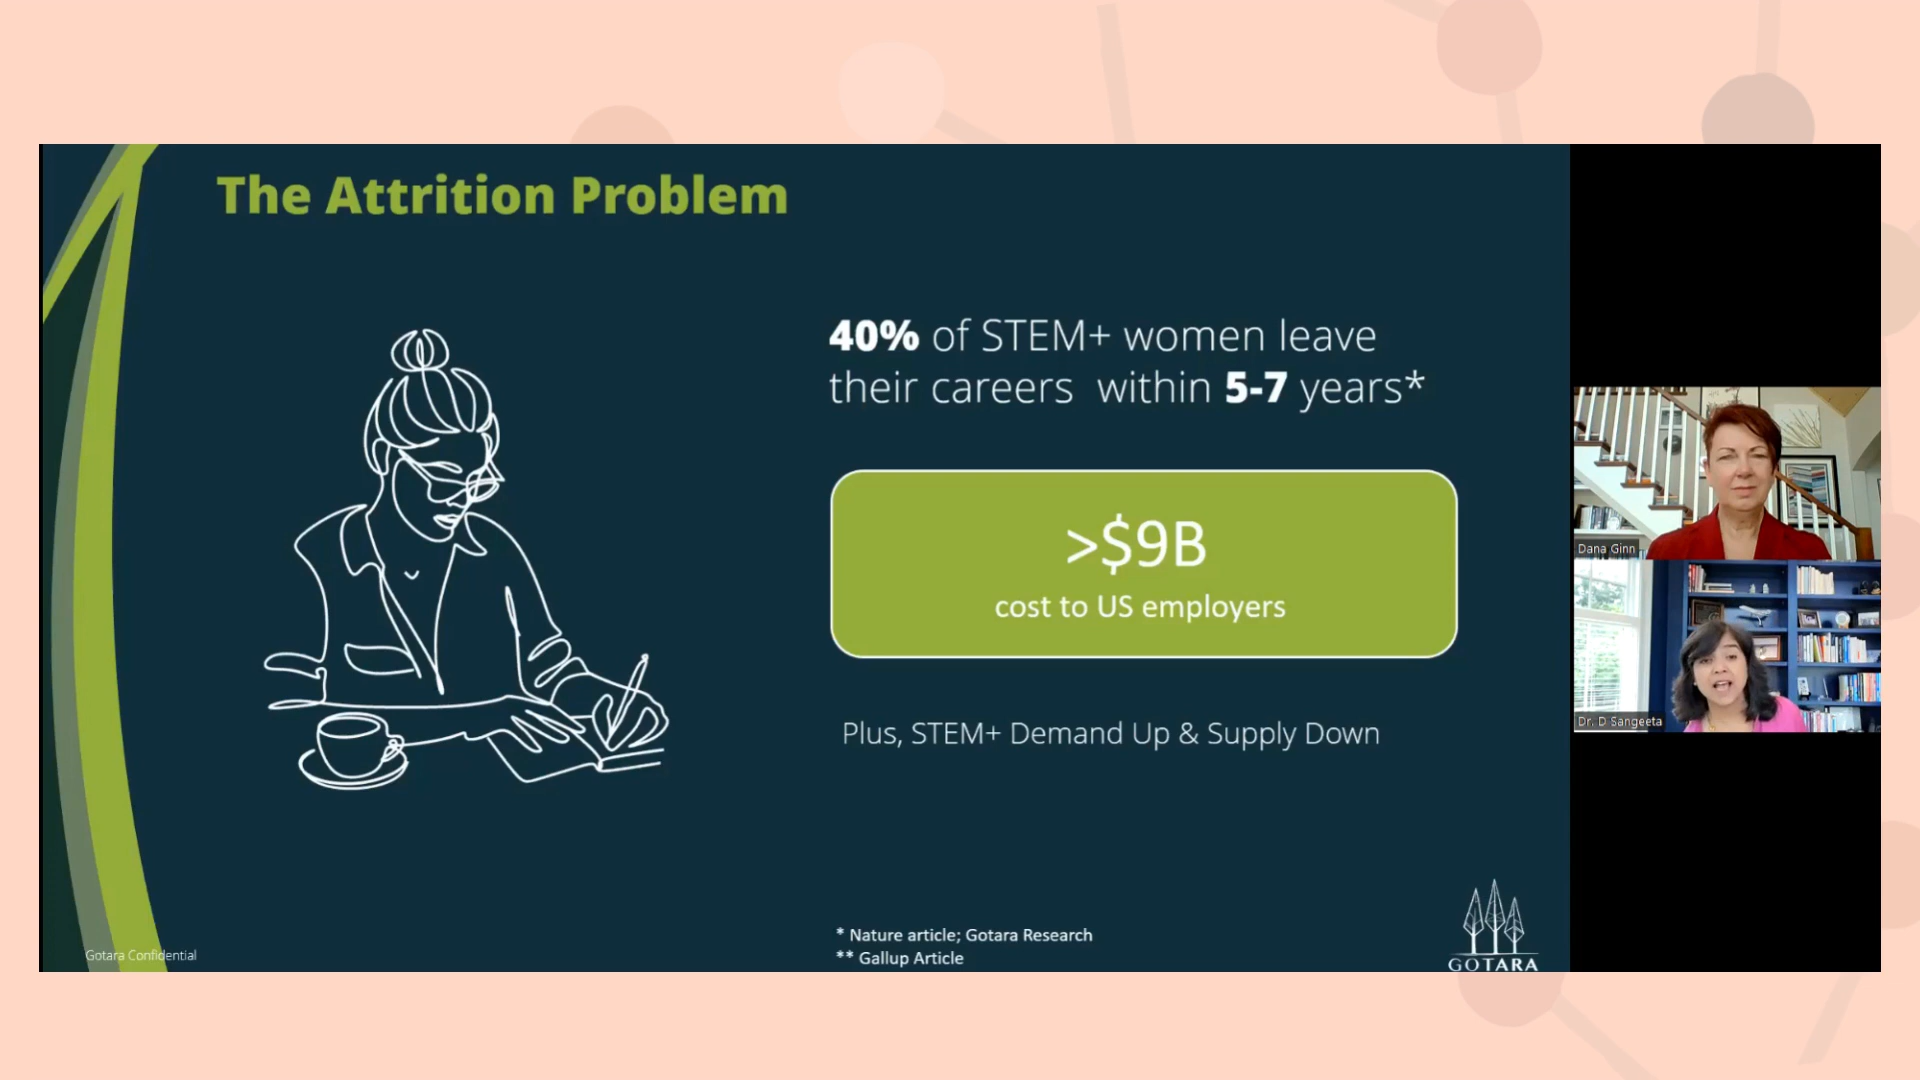 The Attrition Problem
40% of STEM+ women leave
their careers within 5-7 years*
>$9B
cost to US employers
Plus, STEM+ Demand Up & Supply Down
* Nature article; Gotara Research
** Gallup Article
Gotara Confidential
GOTARA
Dana Ginn
Dr. D Sangeeta